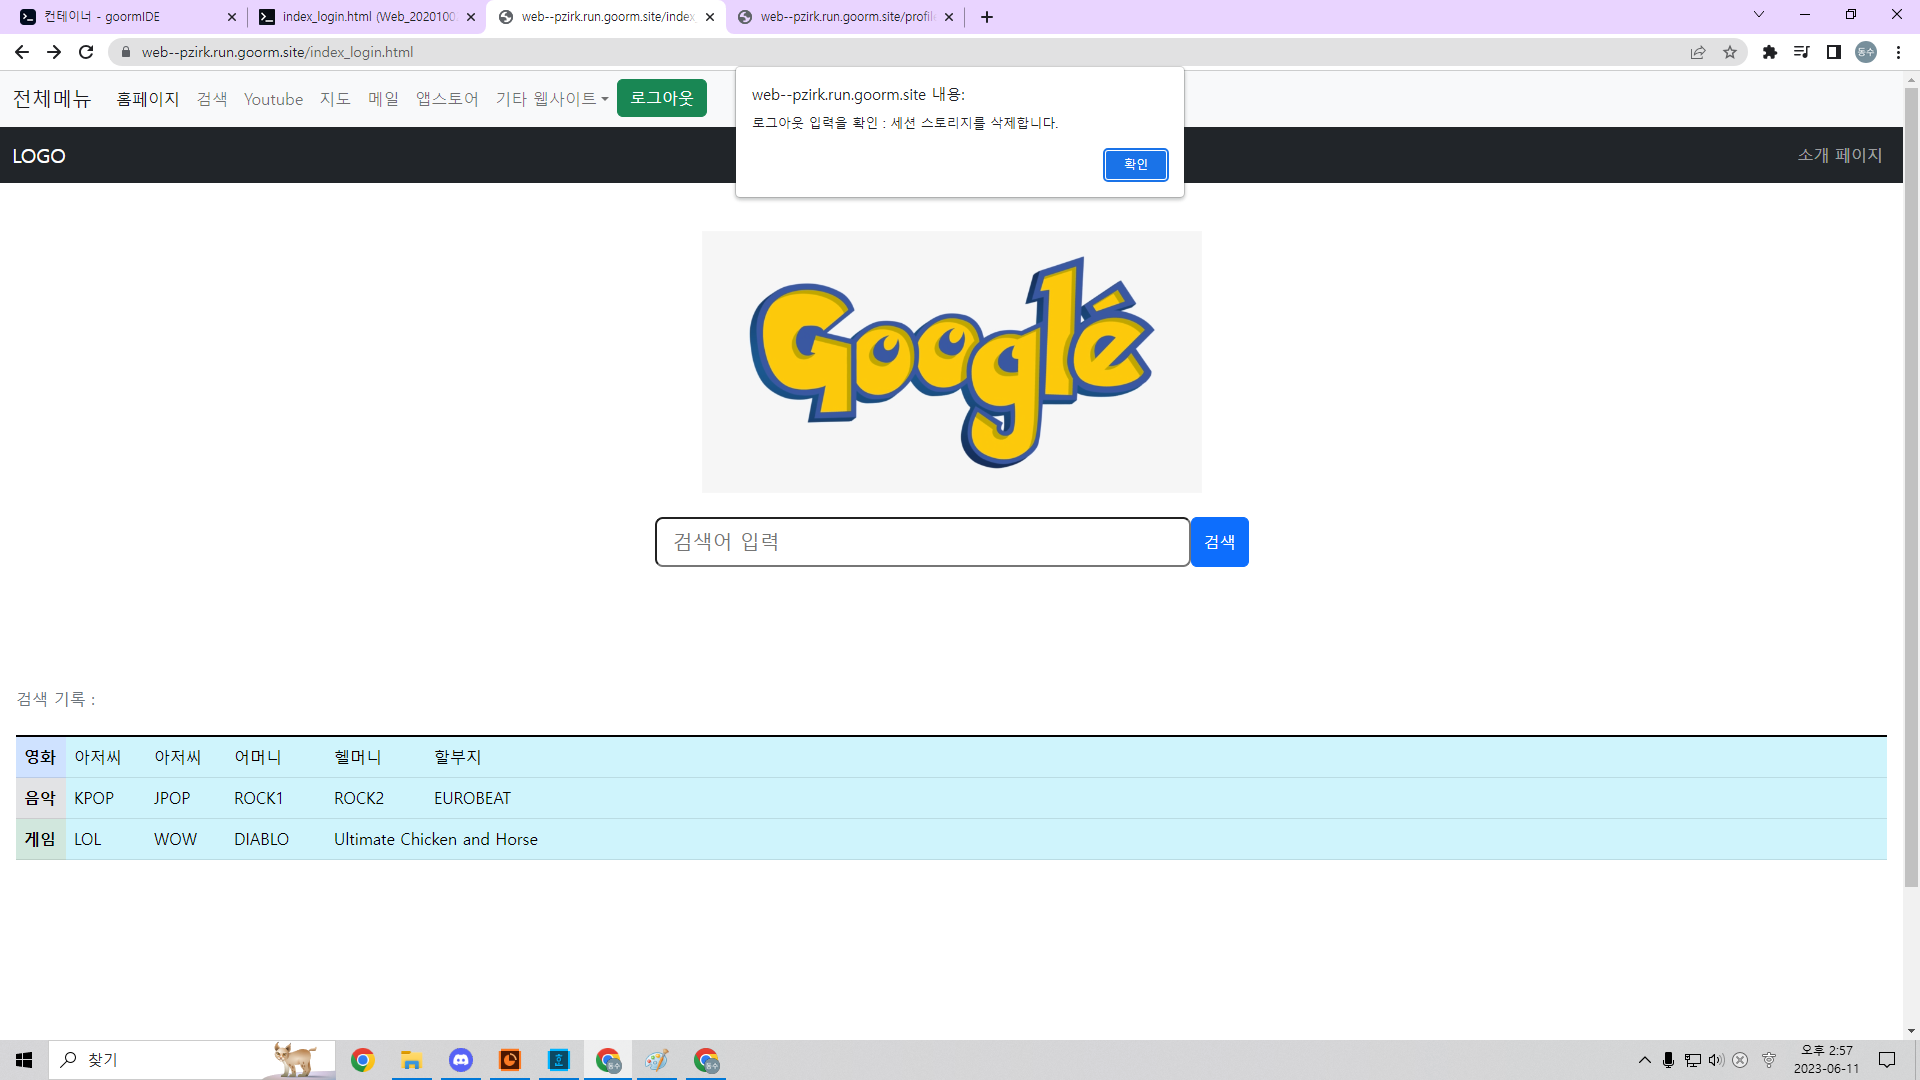 컨테이너 - goormIDE
index_login.html (Web_2020100
web--pzirk.run.goorm.site/index
web--pzirk.run.goorm.site/profile
web--pzirk.run.goorm.site/index_login.html
동수
전체메뉴 홈페이지 검색 Youtube 지도 메일 앱스토어 기타 웹사이트 로그아웃
web--pzirk.run.goorm.site 내용:
로그아웃 입력을 확인 : 세션 스토리지를 삭제합니다.
확인
LOGO
소개 페이지
Googlé
검색어 입력
검색
검색 기록 :
영화 아저씨 아저씨 어머니 헬머니 할부지
음악 KPOP JPOP ROCK1 ROCK2 EUROBEAT
게임 LOL WOW DIABLO Ultimate Chicken and Horse
찾기
오후 2:57
2023-06-11